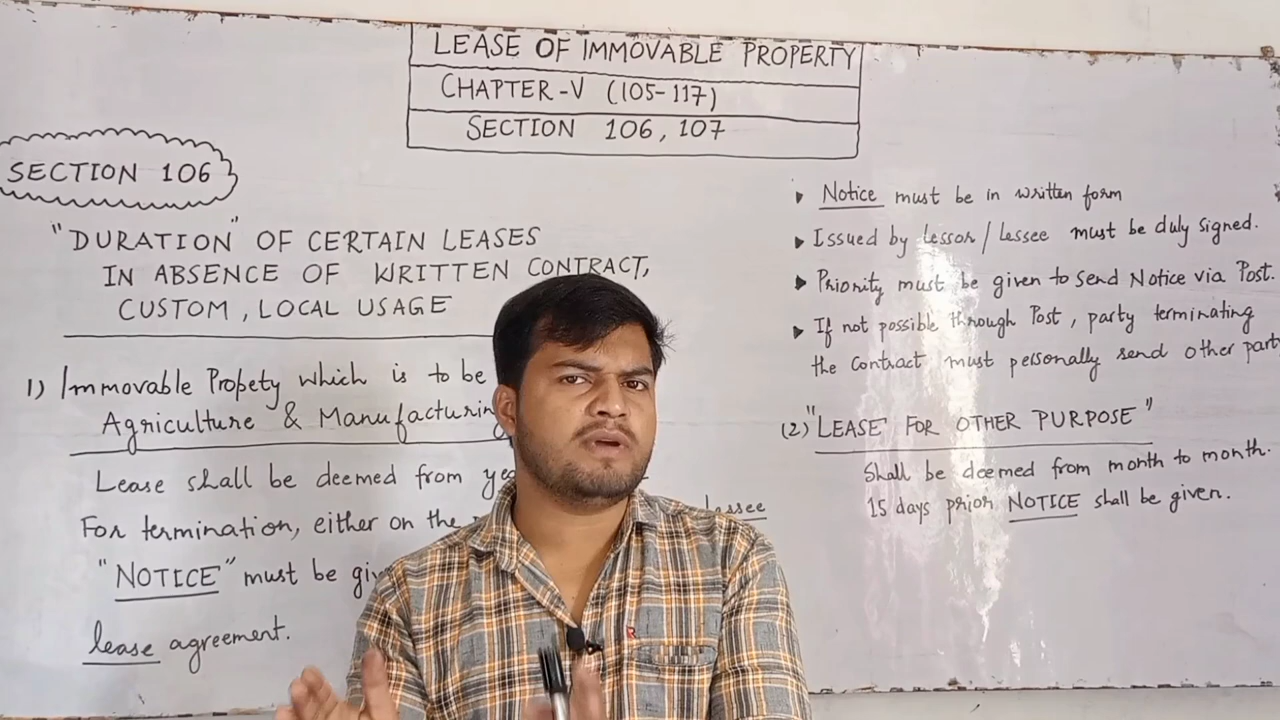 LEASE OF IMMOVABLE PROPERTY
CHAPTER-V (105-117)
SECTION 106, 107
SECTION 106
"DURATION" OF CERTAIN LEASES
IN ABSENCE OF WRITTEN CONTRACT,
CUSTOM, LOCAL USAGE
1) Immovable Propety which is to be
Agriculture & Manufacturing
Lease shall be deemed from
For termination, either on the
lessee
"NOTICE" must be
lease agreement.
Notice must be in written form
Issued by lessor/lessee must be duly signed.
Priority must be given to send Notice via Post.
If not possible through Post, party terminating
the contract must personally send other party
(2) "LEASE FOR OTHER PURPOSE"
Shall be deemed from month to month.
15 days prior NOTICE shall be given.
R